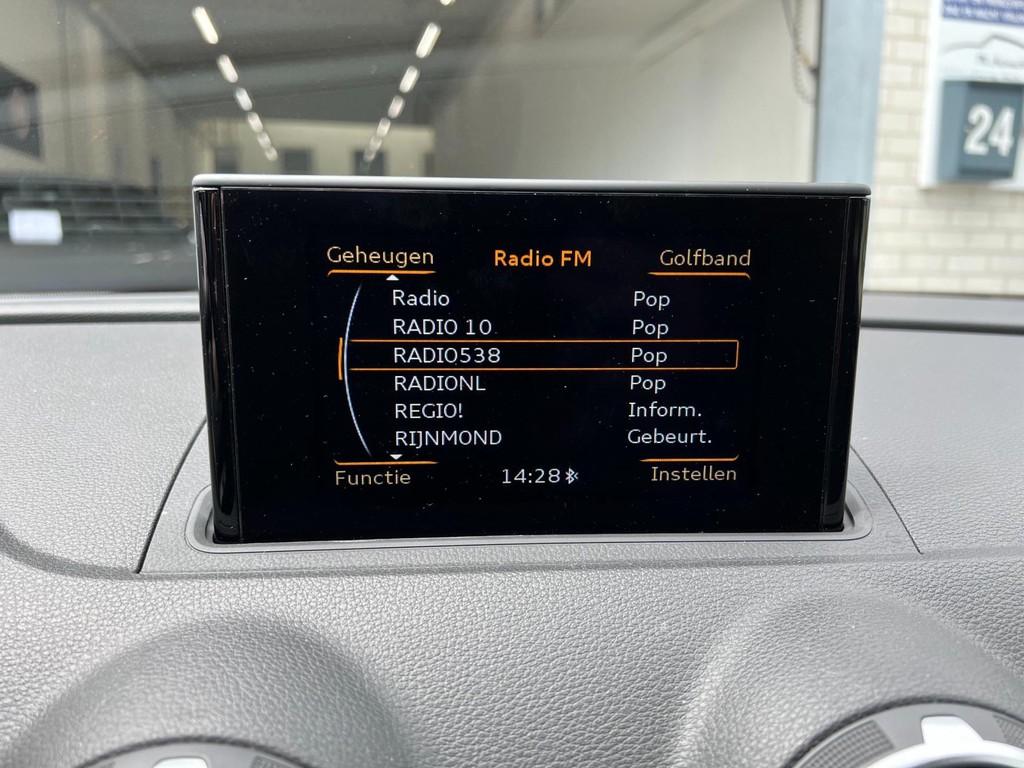 24
Geheugen Radio FM Golfband
Radio Pop
RADIO 10 Pop
RADIO538 Pop
RADIONL Pop
REGIO! Inform.
RIJNMOND Gebeurt.
Functie 14:28 Instellen